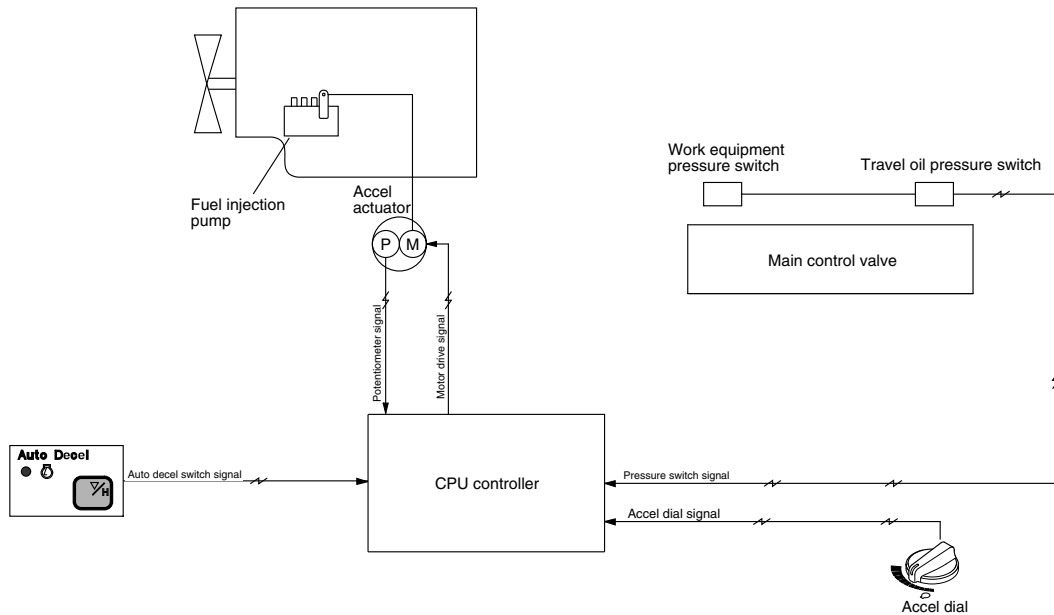 Work equipment
pressure switch
Travel oil pressure switch
Fuel injection
pump
Accel
actuator
P
M
Main control valve
Potentiometer signal
Motor drive signal
Auto Decel
Auto decel switch signal
CPU controller
Pressure switch signal
Accel dial signal
Accel dial